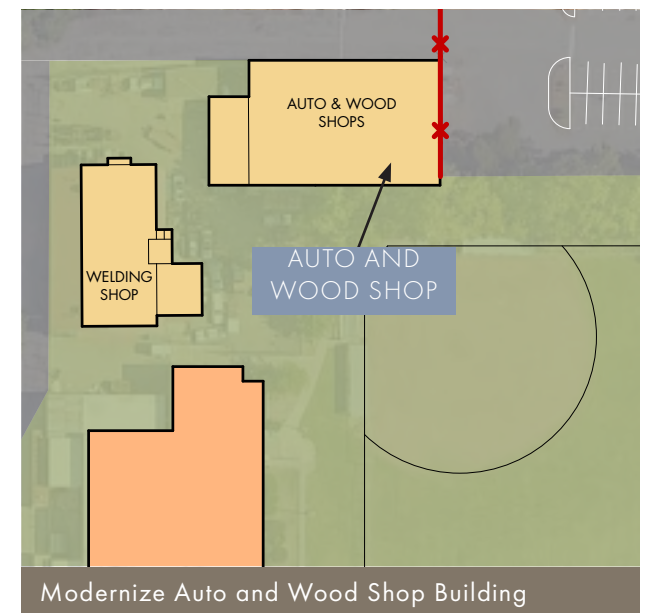 AUTO & WOOD
SHOPS
WELDING
SHOP
AUTO AND
WOOD SHOP
Modernize Auto and Wood Shop Building